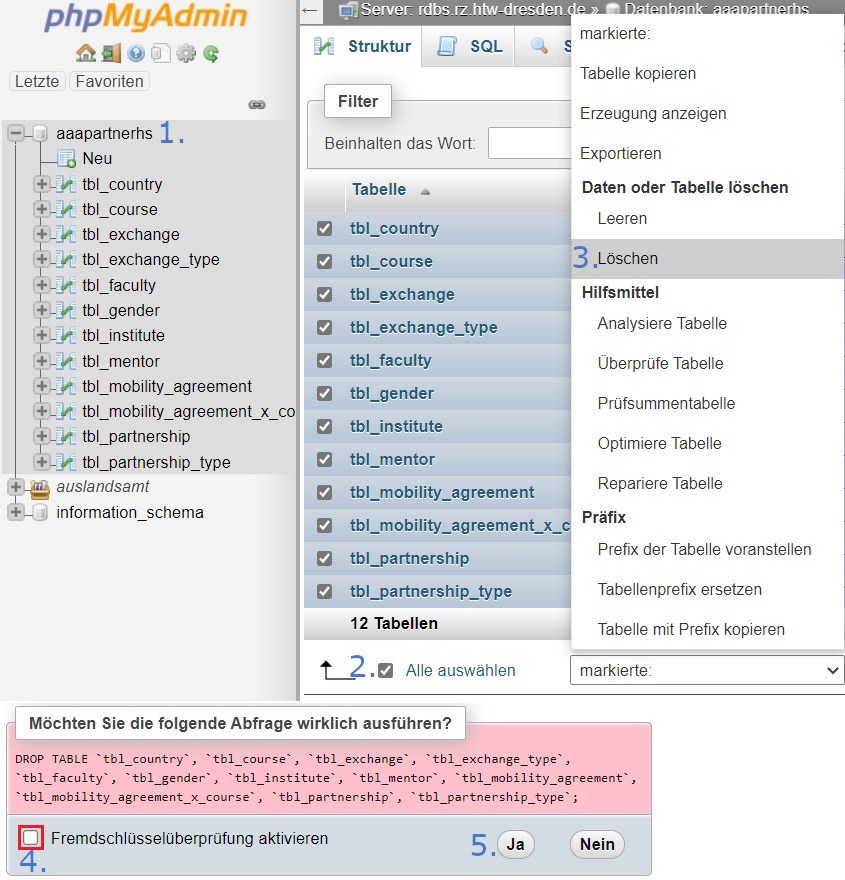 phpMyAdmin
Letzte Favoriten
aaapartnerhs 1.
Neu
tbl_country
tbl_course
tbl_exchange
tbl_exchange_type
tbl_faculty
tbl_gender
tbl_institute
tbl_mentor
tbl_mobility_agreement
tbl_mobility_agreement_x_co
tbl_partnership
tbl_partnership_type
auslandsamt
information_schema
Server: rdbs.rz.htw-dresden.de » Datenbank: aaapartnerhs
Struktur SQL S
Filter
Beinhalten das Wort:
Tabelle
tbl_country
tbl_course
tbl_exchange
tbl_exchange_type
tbl_faculty
tbl_gender
tbl_institute
tbl_mentor
tbl_mobility_agreement
tbl_mobility_agreement_x_c
tbl_partnership
tbl_partnership_type
12 Tabellen
2. Alle auswählen
markierte:
markierte:
Tabelle kopieren
Erzeugung anzeigen
Exportieren
Daten oder Tabelle löschen
Leeren
3. Löschen
Hilfsmittel
Analysiere Tabelle
Überprüfe Tabelle
Prüfsummentabelle
Optimiere Tabelle
Repariere Tabelle
Präfix
Prefix der Tabelle voranstellen
Tabellenprefix ersetzen
Tabelle mit Prefix kopieren
Möchten Sie die folgende Abfrage wirklich ausführen?
DROP TABLE `tbl_country`, `tbl_course`, `tbl_exchange`, `tbl_exchange_type`,
`tbl_faculty`, `tbl_gender`, `tbl_institute`, `tbl_mentor`, `tbl_mobility_agreement`,
`tbl_mobility_agreement_x_course`, `tbl_partnership`, `tbl_partnership_type`;
Fremdschlüsselüberprüfung aktivieren
4.
5. Ja Nein